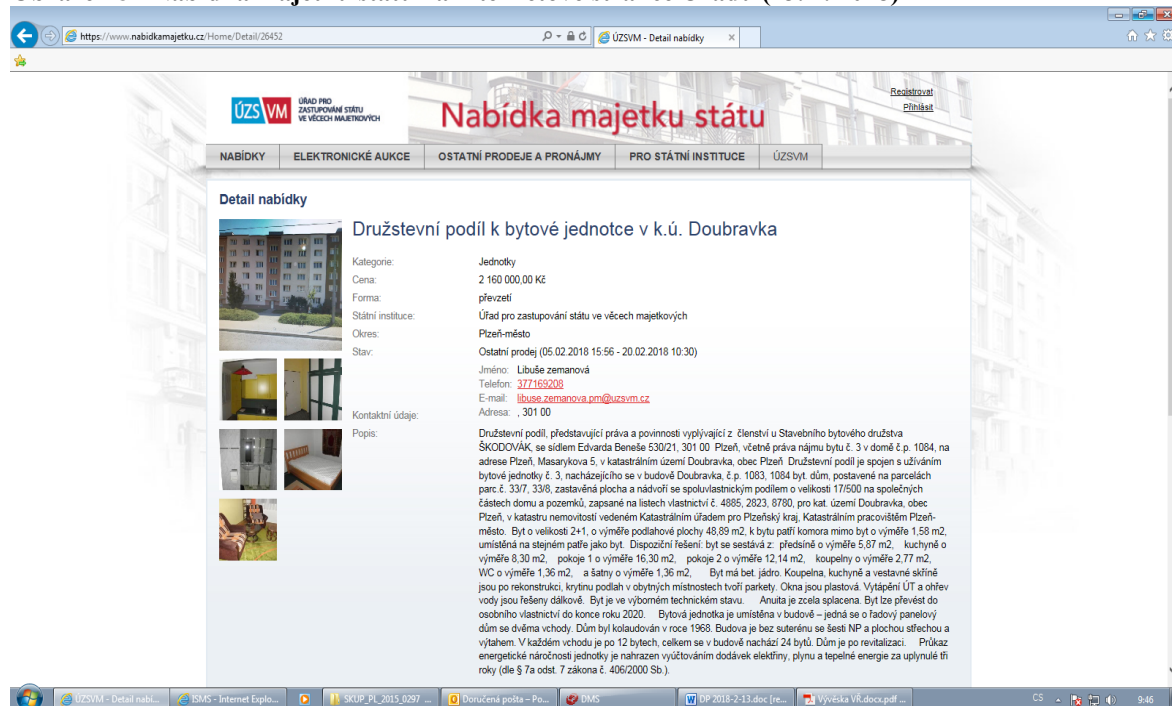 https://www.nabidkamajetku.cz/Home/Detail/26452
ÚZSVM - Detail nabídky
ÚZS VM
ÚŘAD PRO
ZASTUPOVÁNÍ STÁTU
VE VĚCECH MAJETKOVÝCH
Nabídka majetku státu
Registrovat
Přihlásit
NABÍDKY ELEKTRONICKÉ AUKCE OSTATNÍ PRODEJE A PRONÁJMY PRO STÁTNÍ INSTITUCE ÚZSVM
Detail nabídky
Družstevní podíl k bytové jednotce v k.ú. Doubravka
Kategorie: Jednotky
Cena: 2 160 000,00 Kč
Forma: převzetí
Státní instituce: Úřad pro zastupování státu ve věcech majetkových
Okres: Plzeň-město
Stav: Ostatní prodej (05.02.2018 15:56 - 20.02.2018 10:30)
Jméno: Libuše zemanová
Telefon: 377169208
E-mail: libuse.zemanova.pm@uzsvm.cz
Kontaktní údaje: Adresa: , 301 00
Popis: Družstevní podíl, představující práva a povinnosti vyplývající z členství u Stavebního bytového družstva
ŠKODOVÁK, se sídlem Edvarda Beneše 530/21, 301 00 Plzeň, včetně práva nájmu bytu č. 3 v domě č.p. 1084, na
adrese Plzeň, Masarykova 5, v katastrálním území Doubravka, obec Plzeň Družstevní podíl je spojen s užíváním
bytové jednotky č. 3, nacházejícího se v budově Doubravka, č.p. 1083, 1084 byt. dům, postavené na parcelách
parc.č. 33/7, 33/8, zastavěná plocha a nádvoří se spoluvlastnickým podílem o velikosti 17/500 na společných
částech domu a pozemků, zapsané na listech vlastnictví č. 4885, 2823, 8780, pro kat. území Doubravka, obec
Plzeň, v katastru nemovitostí vedeném Katastrálním úřadem pro Plzeňský kraj, Katastrálním pracovištěm Plzeň-
město. Byt o velikosti 2+1, o výměře podlahové plochy 48,89 m2, k bytu patří komora mimo byt o výměře 1,58 m2,
umístěná na stejném patře jako byt. Dispoziční řešení: byt se sestává z: předsíně o výměře 5,87 m2, kuchyně o
výměře 8,30 m2, pokoje 1 o výměře 16,30 m2, pokoje 2 o výměře 12,14 m2, koupelny o výměře 2,77 m2,
WC o výměře 1,36 m2, a šatny o výměře 1,36 m2, Byt má bet. jádro. Koupelna, kuchyně a vestavné skříně
jsou po rekonstrukci, krytinu podlah v obytných místnostech tvoří parkety. Okna jsou plastová. Vytápění ÚT a ohřev
vody jsou řešeny dálkově. Byt je ve výborném technickém stavu. Anuita je zcela splacena. Byt lze převést do
osobního vlastnictví do konce roku 2020. Bytová jednotka je umístěna v budově – jedná se o řadový panelový
dům se dvěma vchody. Dům byl kolaudován v roce 1968. Budova je bez suterénu se šesti NP a plochou střechou a
výtahem. V každém vchodu je po 12 bytech, celkem se v budově nachází 24 bytů. Dům je po revitalizaci. Průkaz
energetické náročnosti jednotky je nahrazen vyúčtováním dodávek elektřiny, plynu a tepelné energie za uplynulé tři
roky (dle § 7a odst. 7 zákona č. 406/2000 Sb.).
ÚZSVM - Detail nabí... ISMS - Internet Explo... SKUP_PL_2015_0297 ... Doručená pošta – Po... DMS DP 2018-2-13.doc [re... Vývěska VŘ.docx.pdf ... CS 9:46